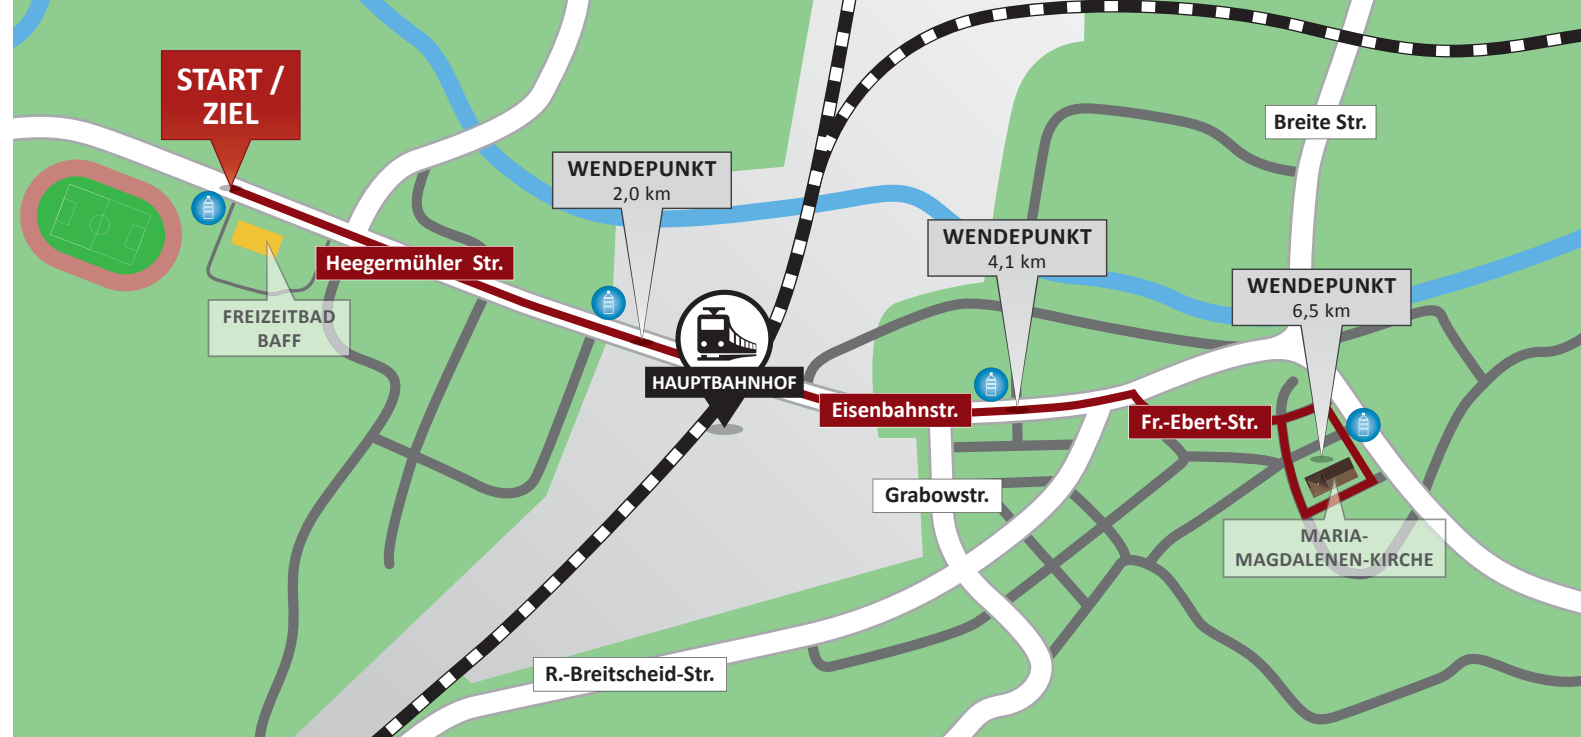 START /
ZIEL
Breite Str.
WENDEPUNKT
2,0 km
WENDEPUNKT
4,1 km
Heegermühler Str.
WENDEPUNKT
6,5 km
FREIZEITBAD
BAFF
HAUPTBAHNHOF
Eisenbahnstr.
Fr.-Ebert-Str.
Grabowstr.
MARIA-
MAGDALENEN-KIRCHE
R.-Breitscheid-Str.